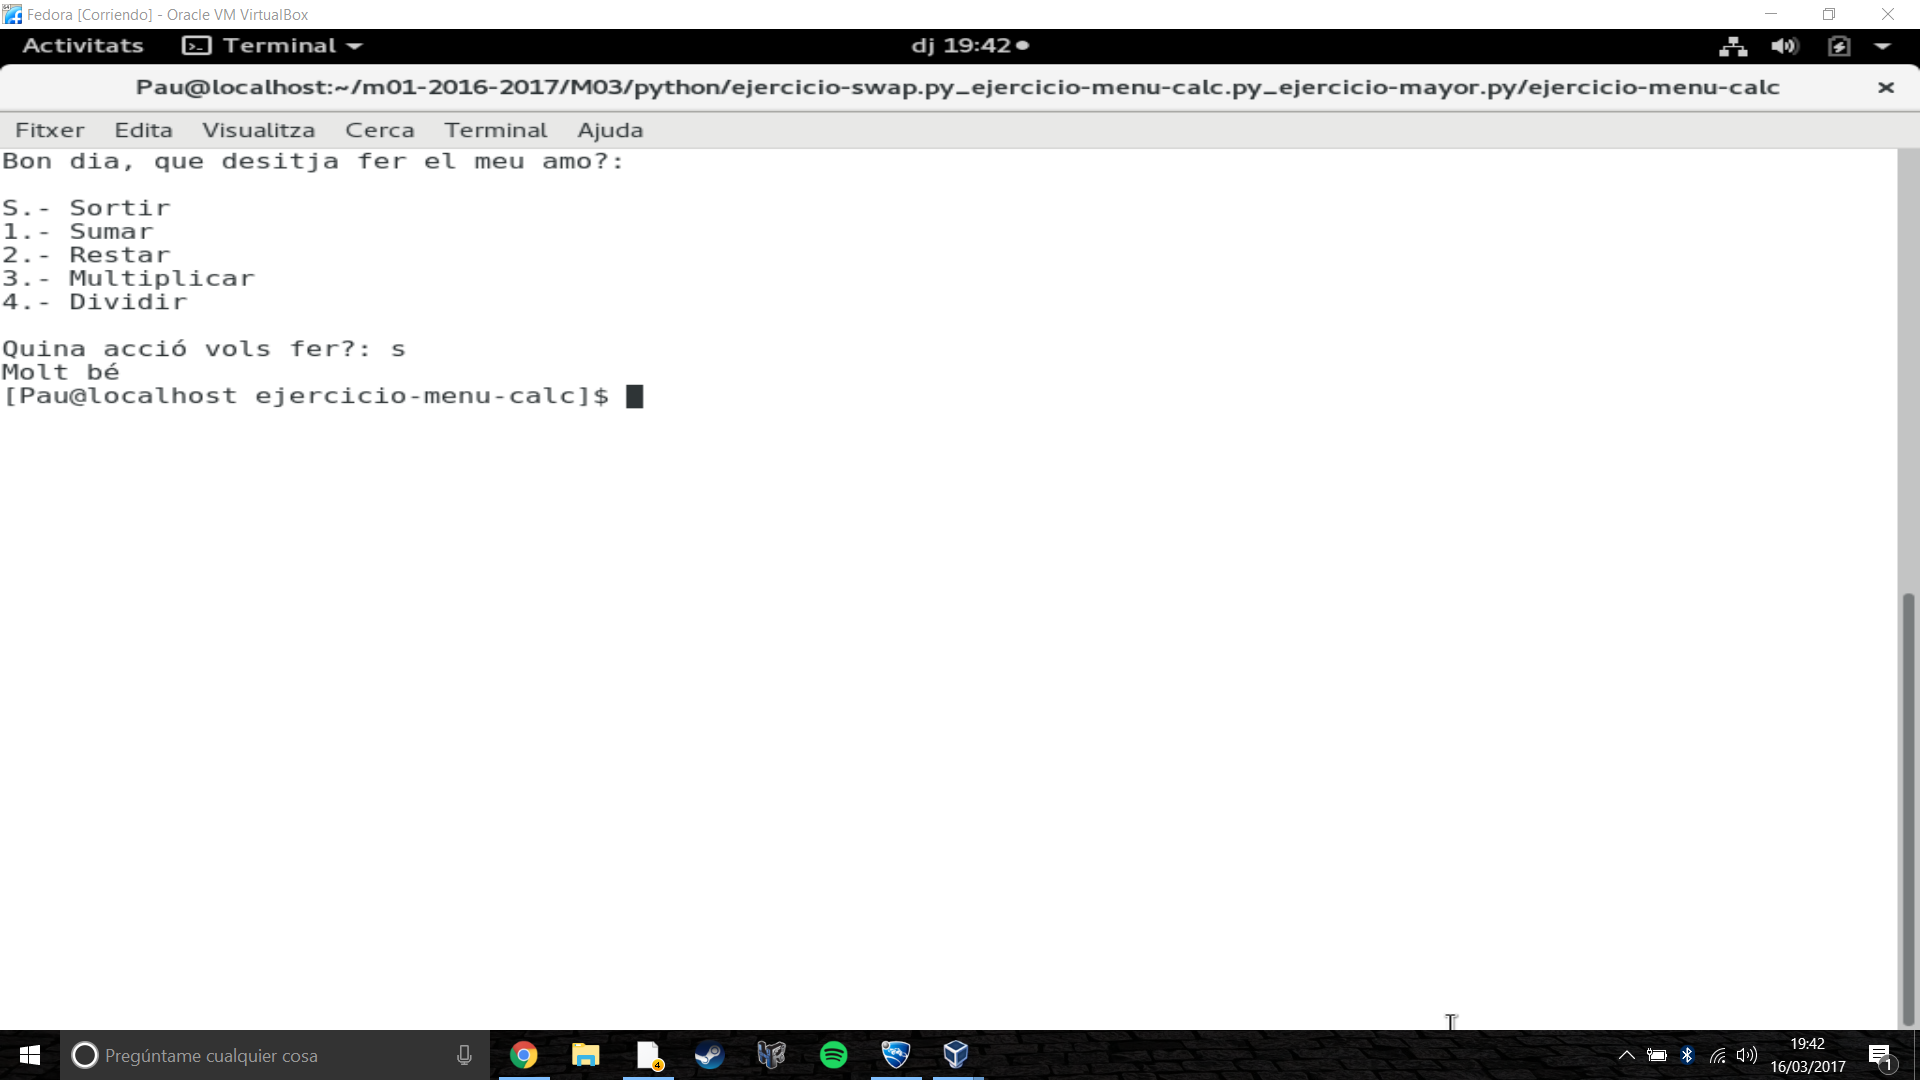 Fedora [Corriendo] - Oracle VM VirtualBox
Activitats Terminal dj 19:42
Pau@localhost:~/m01-2016-2017/M03/python/ejercicio-swap.py_ejercicio-menu-calc.py_ejercicio-mayor.py/ejercicio-menu-calc
Fitxer Edita Visualitza Cerca Terminal Ajuda
Bon dia, que desitja fer el meu amo?:
S.- Sortir
1.- Sumar
2.- Restar
3.- Multiplicar
4.- Dividir
Quina acció vols fer?: s
Molt bé
[Pau@localhost ejercicio-menu-calc]$
Pregúntame cualquier cosa
4
19:42
16/03/2017
1